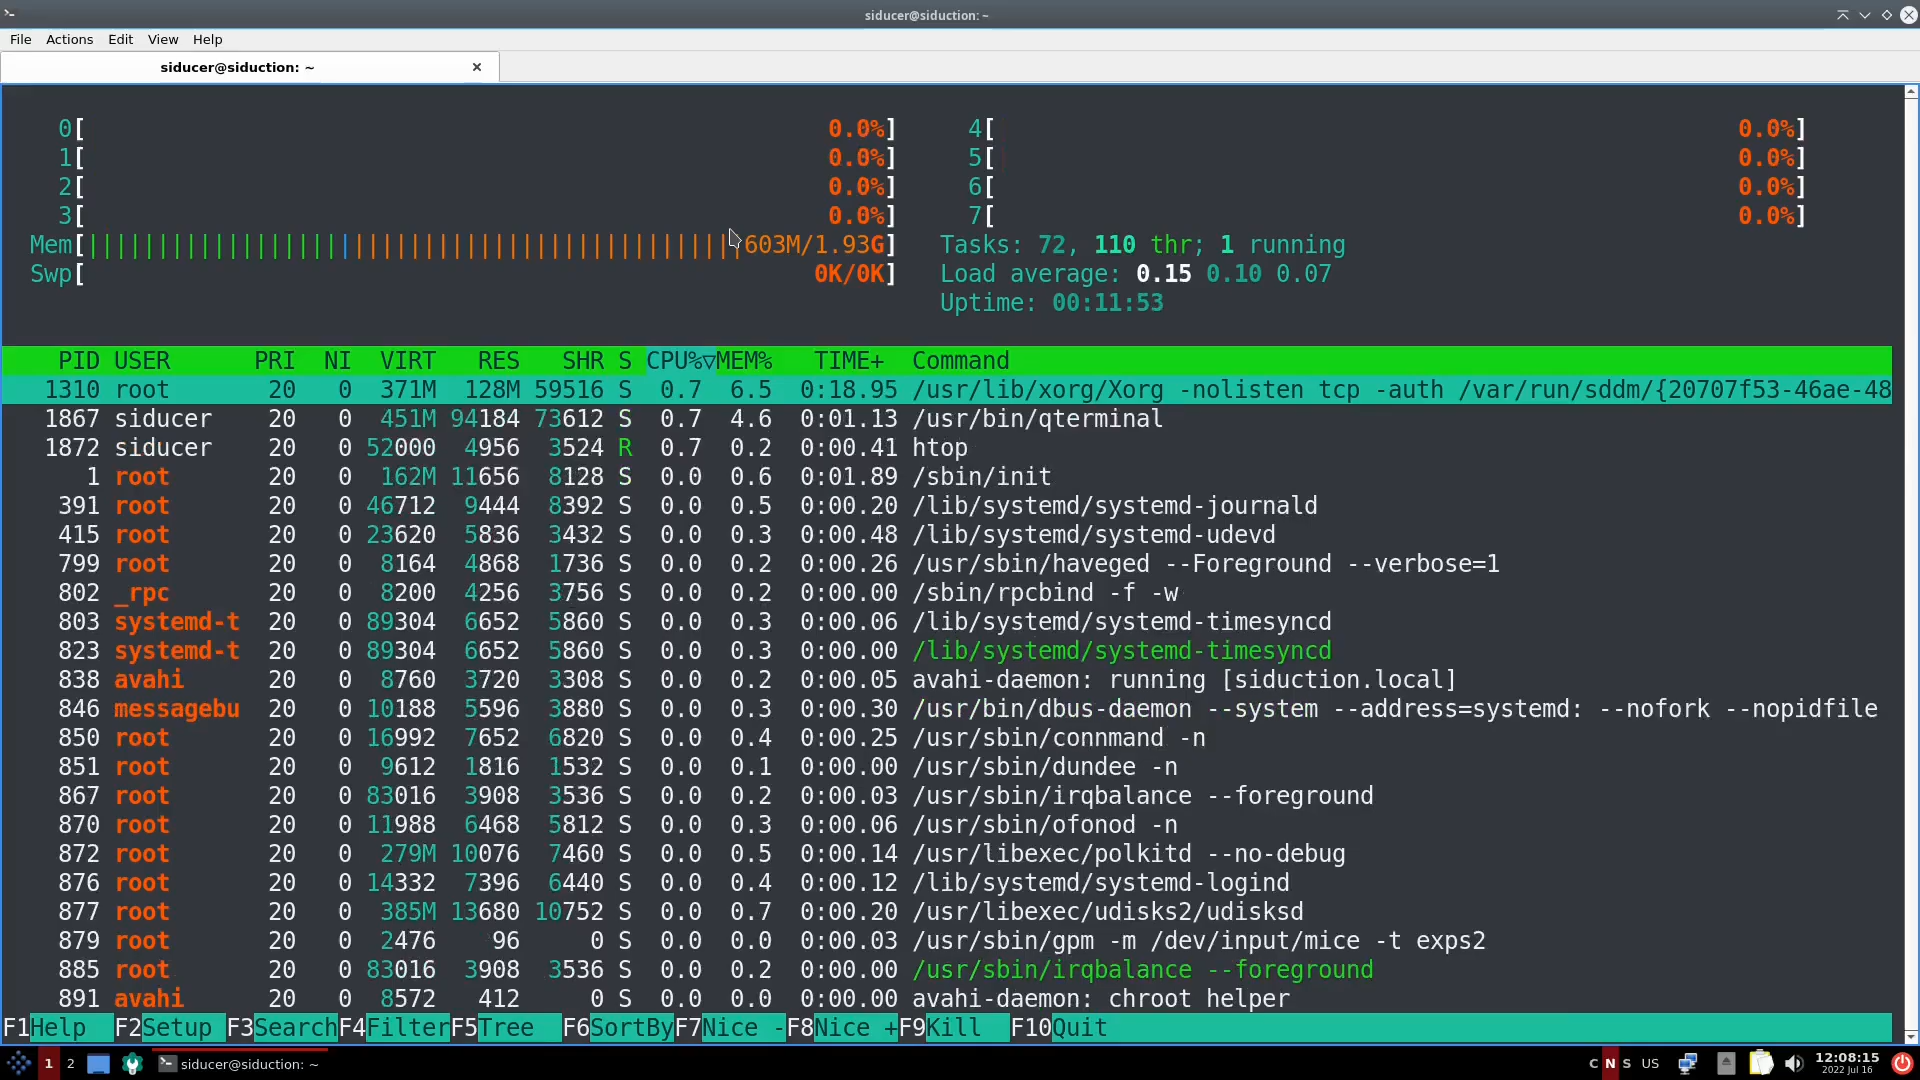 siducer@siduction: ~
File Actions Edit View Help
siducer@siduction: ~
0[ 0.0%] 4[ 0.0%]
1[ 0.0%] 5[ 0.0%]
2[ 0.0%] 6[ 0.0%]
3[ 0.0%] 7[ 0.0%]
Mem[|||||||||||||||||||||||||||||||||||||||||||||||603M/1.93G] Tasks: 72, 110 thr; 1 running
Swp[ 0K/0K] Load average: 0.15 0.10 0.07
Uptime: 00:11:53
PID USER PRI NI VIRT RES SHR S CPU%▽MEM% TIME+ Command
1310 root 20 0 371M 128M 59516 S 0.7 6.5 0:18.95 /usr/lib/xorg/Xorg -nolisten tcp -auth /var/run/sddm/{20707f53-46ae-48
1867 siducer 20 0 451M 94184 73612 S 0.7 4.6 0:01.13 /usr/bin/qterminal
1872 siducer 20 0 52000 4956 3524 R 0.7 0.2 0:00.41 htop
1 root 20 0 162M 11656 8128 S 0.0 0.6 0:01.89 /sbin/init
391 root 20 0 46712 9444 8392 S 0.0 0.5 0:00.20 /lib/systemd/systemd-journald
415 root 20 0 23620 5836 3432 S 0.0 0.3 0:00.48 /lib/systemd/systemd-udevd
799 root 20 0 8164 4868 1736 S 0.0 0.2 0:00.26 /usr/sbin/haveged --Foreground --verbose=1
802 _rpc 20 0 8200 4256 3756 S 0.0 0.2 0:00.00 /sbin/rpcbind -f -w
803 systemd-t 20 0 89304 6652 5860 S 0.0 0.3 0:00.06 /lib/systemd/systemd-timesyncd
823 systemd-t 20 0 89304 6652 5860 S 0.0 0.3 0:00.00 /lib/systemd/systemd-timesyncd
838 avahi 20 0 8760 3720 3308 S 0.0 0.2 0:00.05 avahi-daemon: running [siduction.local]
846 messagebu 20 0 10188 5596 3880 S 0.0 0.3 0:00.30 /usr/bin/dbus-daemon --system --address=systemd: --nofork --nopidfile
850 root 20 0 16992 7652 6820 S 0.0 0.4 0:00.25 /usr/sbin/connmand -n
851 root 20 0 9612 1816 1532 S 0.0 0.1 0:00.00 /usr/sbin/dundee -n
867 root 20 0 83016 3908 3536 S 0.0 0.2 0:00.03 /usr/sbin/irqbalance --foreground
870 root 20 0 11988 6468 5812 S 0.0 0.3 0:00.06 /usr/sbin/ofonod -n
872 root 20 0 279M 10076 7460 S 0.0 0.5 0:00.14 /usr/libexec/polkitd --no-debug
876 root 20 0 14332 7396 6440 S 0.0 0.4 0:00.12 /lib/systemd/systemd-logind
877 root 20 0 385M 13680 10752 S 0.0 0.7 0:00.20 /usr/libexec/udisks2/udisksd
879 root 20 0 2476 96 0 S 0.0 0.0 0:00.03 /usr/sbin/gpm -m /dev/input/mice -t exps2
885 root 20 0 83016 3908 3536 S 0.0 0.2 0:00.00 /usr/sbin/irqbalance --foreground
891 avahi 20 0 8572 412 0 S 0.0 0.0 0:00.00 avahi-daemon: chroot helper
F1Help F2Setup F3SearchF4FilterF5Tree F6SortByF7Nice -F8Nice +F9Kill F10Quit
1 2 siducer@siduction: ~ C N S US 12:08:15
2022 Jul 16